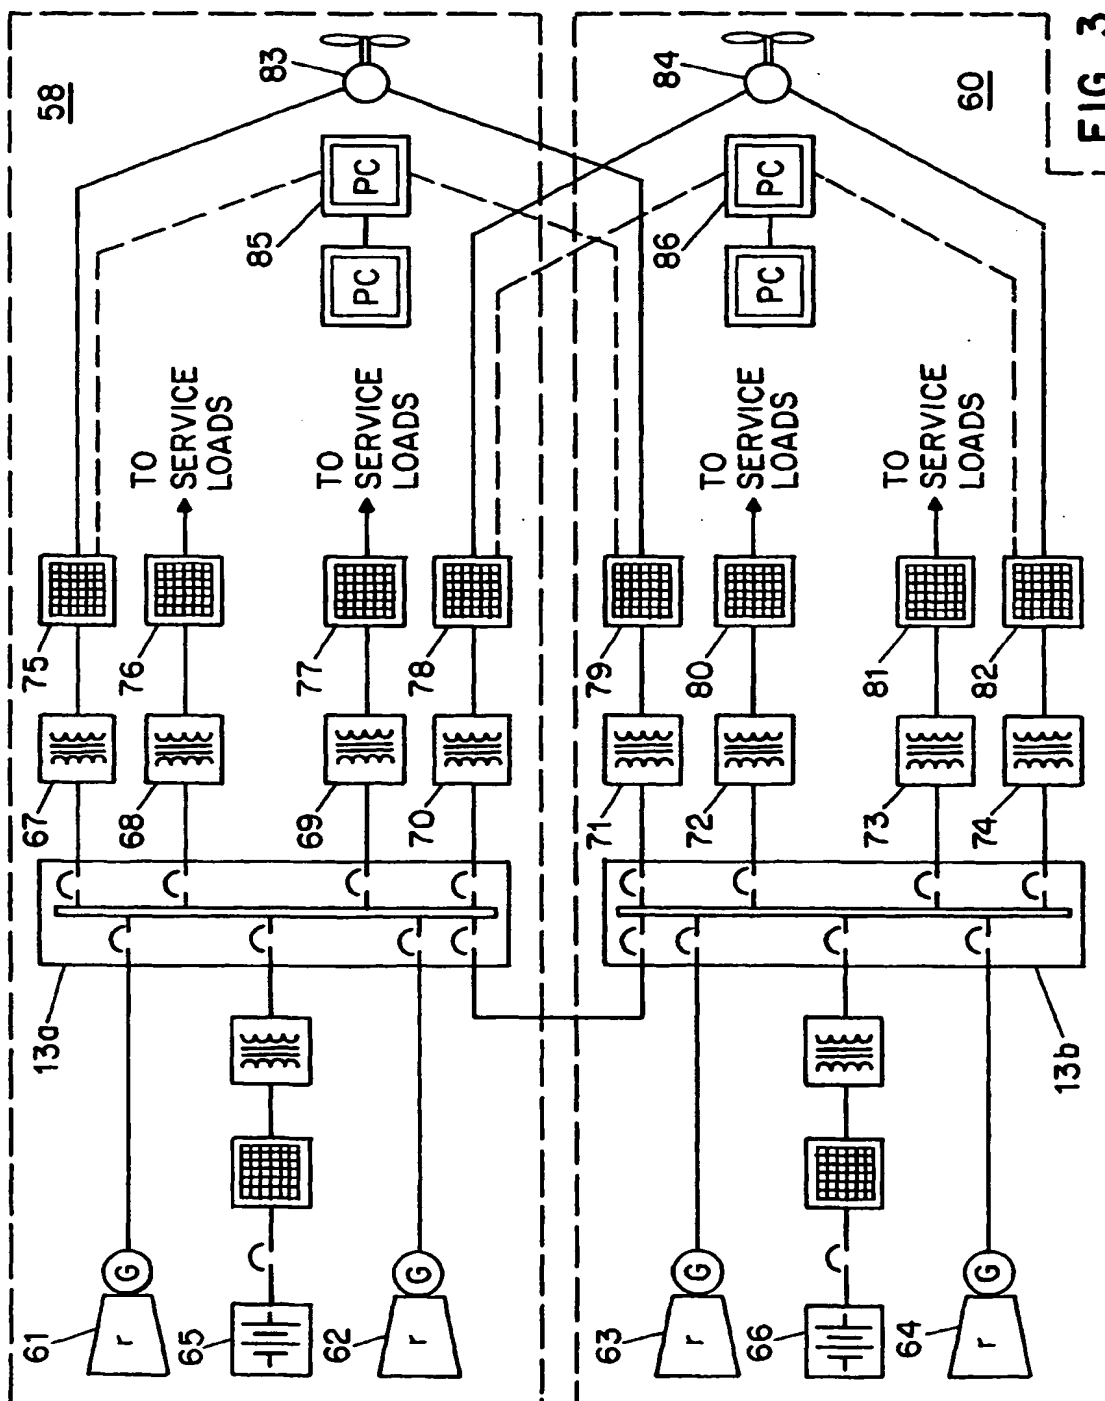 58
60
FIG. 3
83
84
PC
PC
85
PC
PC
86
TO
SERVICE
LOADS
TO
SERVICE
LOADS
TO
SERVICE
LOADS
TO
SERVICE
LOADS
75
76
77
78
79
80
81
82
67
68
69
70
71
72
73
74
13a
13b
G
G
G
G
r
r
r
r
61
65
62
63
66
64